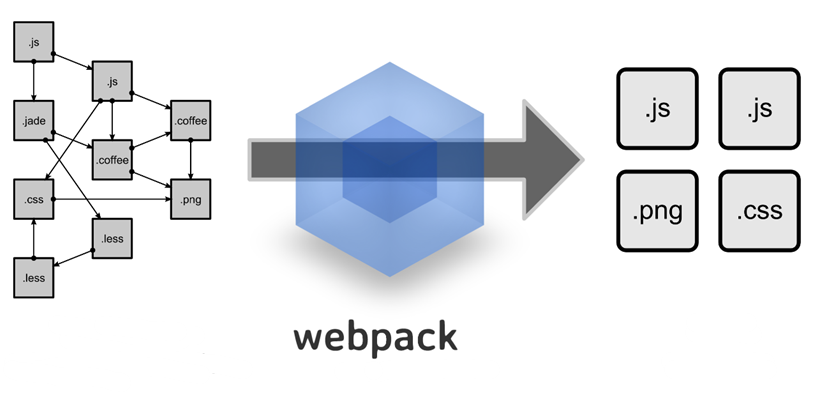 .js
.js
.jade
.coffee
.coffee
.css
.png
.less
.less
webpack
.js
.js
.png
.css